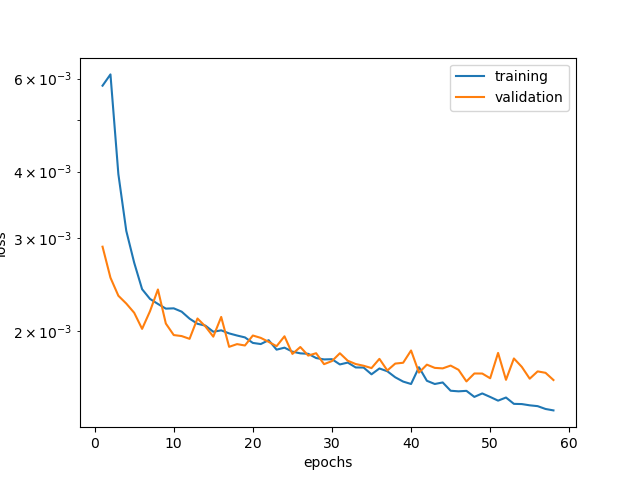 training
validation
6 × 10⁻³
4 × 10⁻³
3 × 10⁻³
2 × 10⁻³
loss
0 10 20 30 40 50 60
epochs